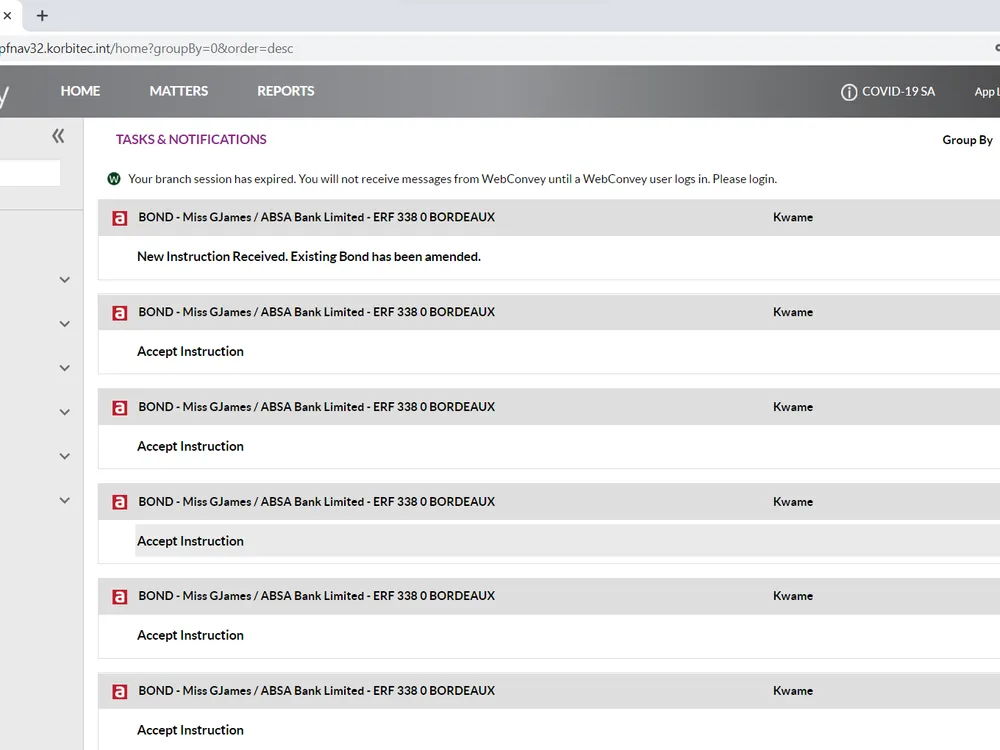 pfnav32.korbitec.int/home?groupBy=0&order=desc
y HOME MATTERS REPORTS COVID-19 SA App
TASKS & NOTIFICATIONS Group By
Your branch session has expired. You will not receive messages from WebConvey until a WebConvey user logs in. Please login.
a BOND - Miss GJames / ABSA Bank Limited - ERF 338 0 BORDEAUX Kwame
New Instruction Received. Existing Bond has been amended.
a BOND - Miss GJames / ABSA Bank Limited - ERF 338 0 BORDEAUX Kwame
Accept Instruction
a BOND - Miss GJames / ABSA Bank Limited - ERF 338 0 BORDEAUX Kwame
Accept Instruction
a BOND - Miss GJames / ABSA Bank Limited - ERF 338 0 BORDEAUX Kwame
Accept Instruction
a BOND - Miss GJames / ABSA Bank Limited - ERF 338 0 BORDEAUX Kwame
Accept Instruction
a BOND - Miss GJames / ABSA Bank Limited - ERF 338 0 BORDEAUX Kwame
Accept Instruction